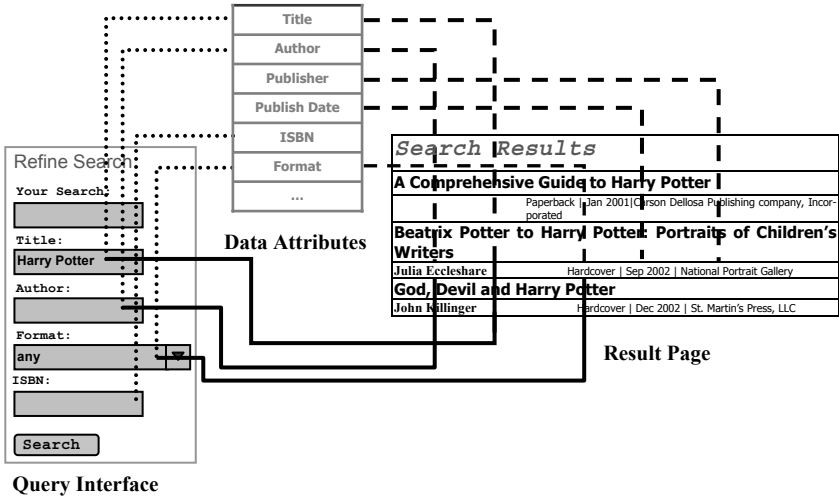 Title
Author
Publisher
Publish Date
ISBN
Format
...
Data Attributes
Refine Search
Your Search:
Title:
Harry Potter
Author:
Format:
any
ISBN:
Search
Query Interface
Search Results
A Comprehensive Guide to Harry Potter
Paperback | Jan 2001|Carson Dellosa Publishing company, Incor-
porated
Beatrix Potter to Harry Potter: Portraits of Children's
Writers
Julia Eccleshare Hardcover | Sep 2002 | National Portrait Gallery
God, Devil and Harry Potter
John Killinger Hardcover | Dec 2002 | St. Martin's Press, LLC
Result Page